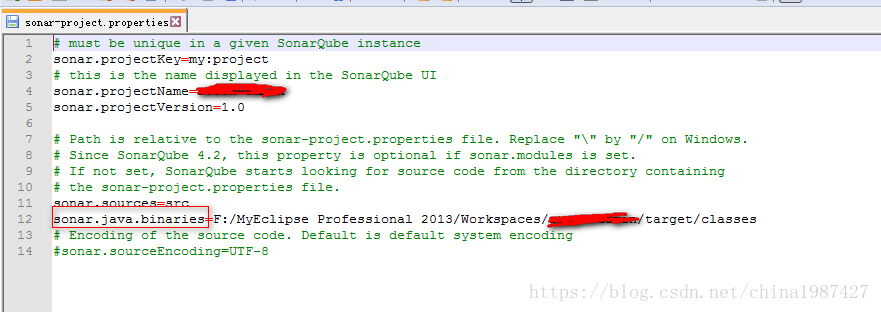 sonar-project.properties
1 # must be unique in a given SonarQube instance
2 sonar.projectKey=my:project
3 # this is the name displayed in the SonarQube UI
4 sonar.projectName=
5 sonar.projectVersion=1.0
6
7 # Path is relative to the sonar-project.properties file. Replace "\" by "/" on Windows.
8 # Since SonarQube 4.2, this property is optional if sonar.modules is set.
9 # If not set, SonarQube starts looking for source code from the directory containing
10 # the sonar-project.properties file.
11 sonar.sources=src
12 sonar.java.binaries=F:/MyEclipse Professional 2013/Workspaces/ /target/classes
13 # Encoding of the source code. Default is default system encoding
14 #sonar.sourceEncoding=UTF-8
https://blog.csdn.net/china1987427